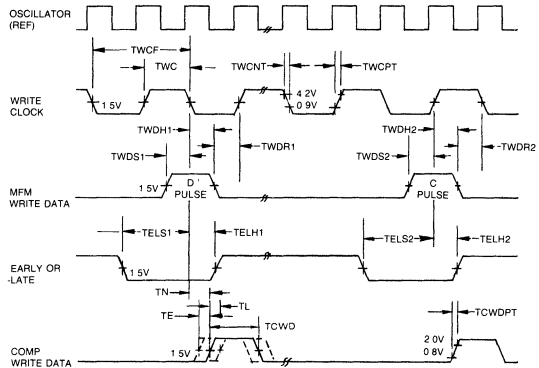 OSCILLATOR
(REF)
TWCF
TWC
TWCNT
TWCPT
4 2V
0 9V
WRITE
CLOCK
1 5V
TWDH1
TWDR1
TWDH2
TWDR2
TWDS1
TWDS2
MFM
WRITE DATA
1 5V
D
PULSE
C
PULSE
TELS1
TELH1
TELS2
TELH2
EARLY OR
-LATE
1 5V
TN
TL
TE
TCWD
TCWDPT
COMP
WRITE DATA
1 5V
2 0V
0 8V